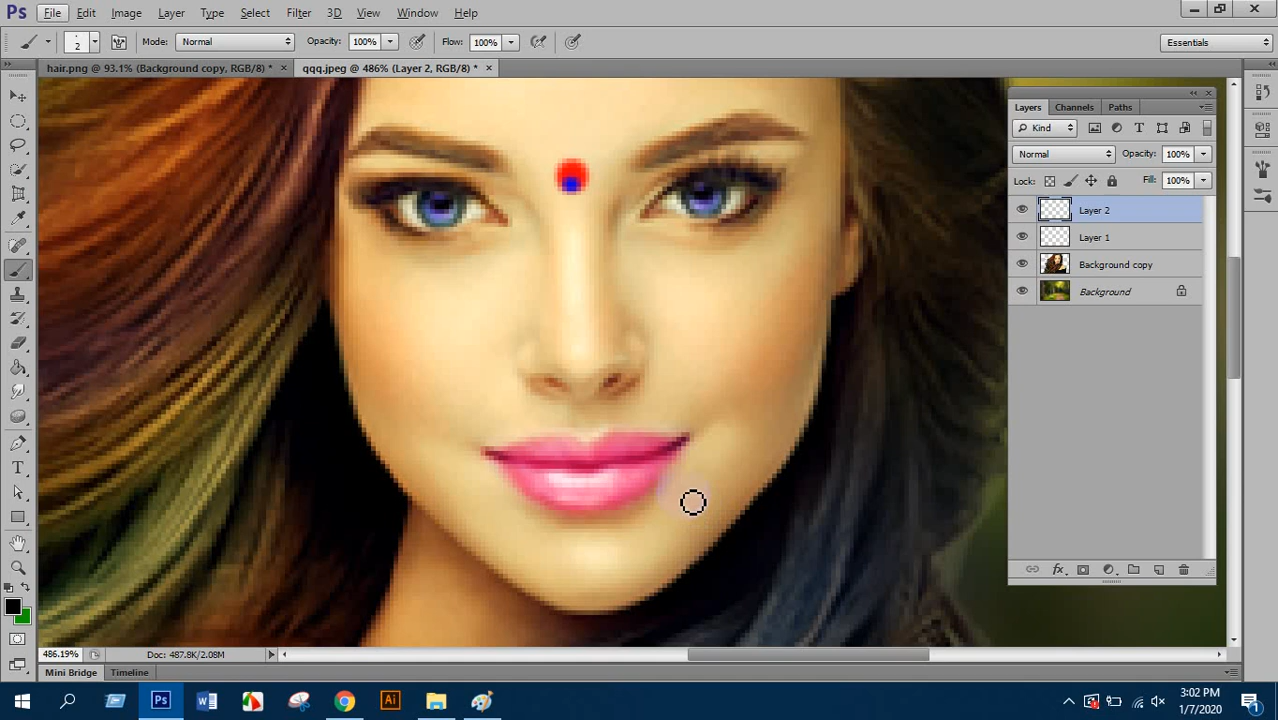 Ps File Edit Image Layer Type Select Filter 3D View Window Help
2 Mode: Normal Opacity: 100% Flow: 100% Essentials
hair.png @ 93.1% (Background copy, RGB/8) * × qqq.jpeg @ 486% (Layer 2, RGB/8) * ×
Layers Channels Paths
Kind
Normal Opacity: 100%
Lock: Fill: 100%
Layer 2
Layer 1
Background copy
Background
486.19% Doc: 487.8K/2.08M
Mini Bridge Timeline
3:02 PM
1/7/2020